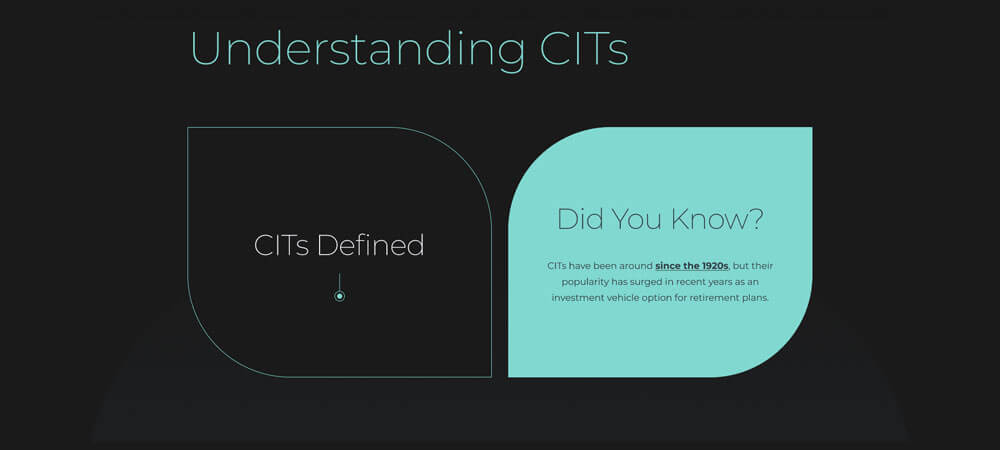 Understanding CITs
CITs Defined
Did You Know?
CITs have been around since the 1920s, but their
popularity has surged in recent years as an
investment vehicle option for retirement plans.